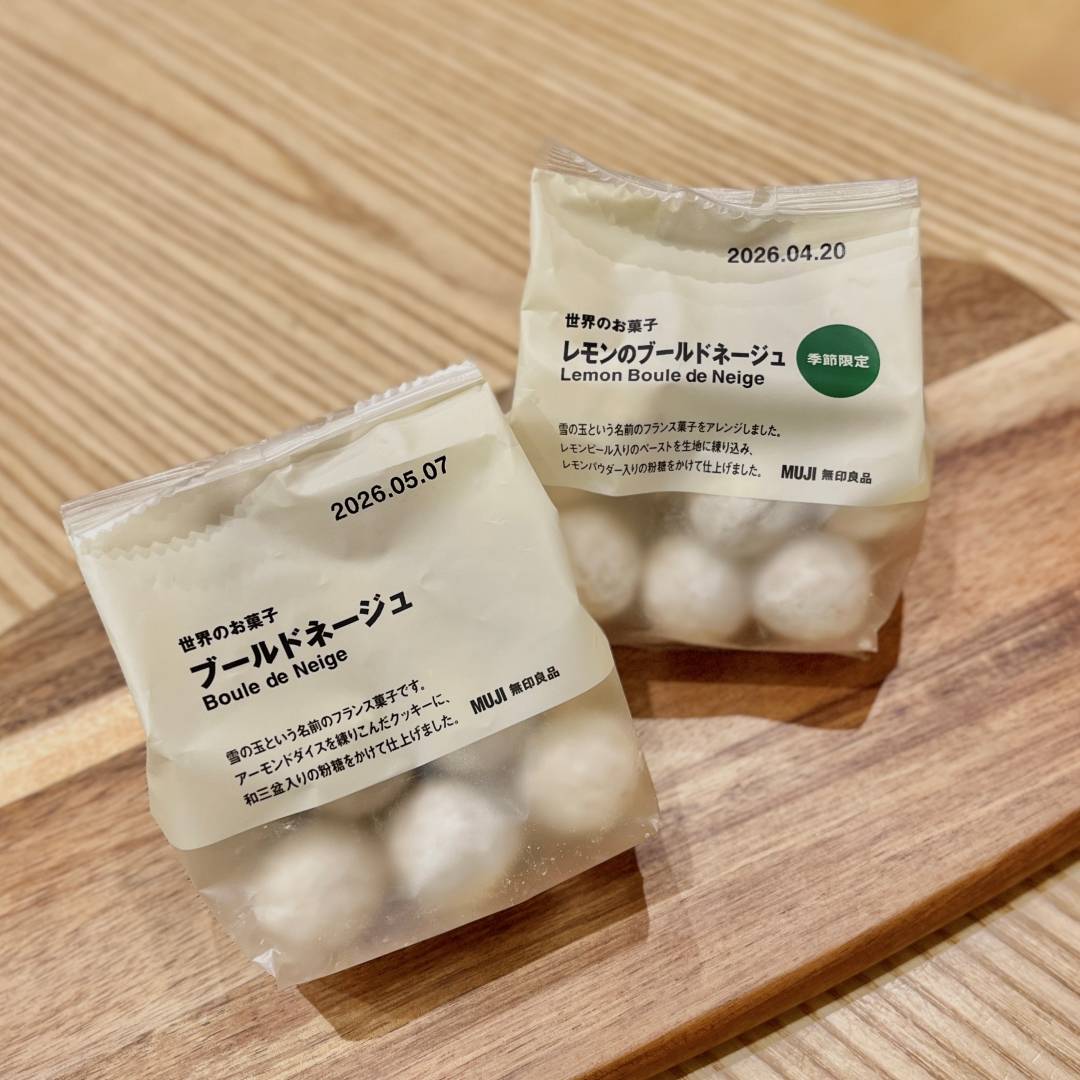 2026.04.20
世界のお菓子
レモンのブールドネージュ
Lemon Boule de Neige
季節限定
雪の玉という名前のフランス菓子をアレンジしました。
レモンピール入りのペーストを生地に練り込み、
レモンパウダー入りの粉糖をかけて仕上げました。
MUJI 無印良品
2026.05.07
世界のお菓子
ブールドネージュ
Boule de Neige
雪の玉という名前のフランス菓子です。
アーモンドダイスを練りこんだクッキーに、
和三盆入りの粉糖をかけて仕上げました。
MUJI 無印良品